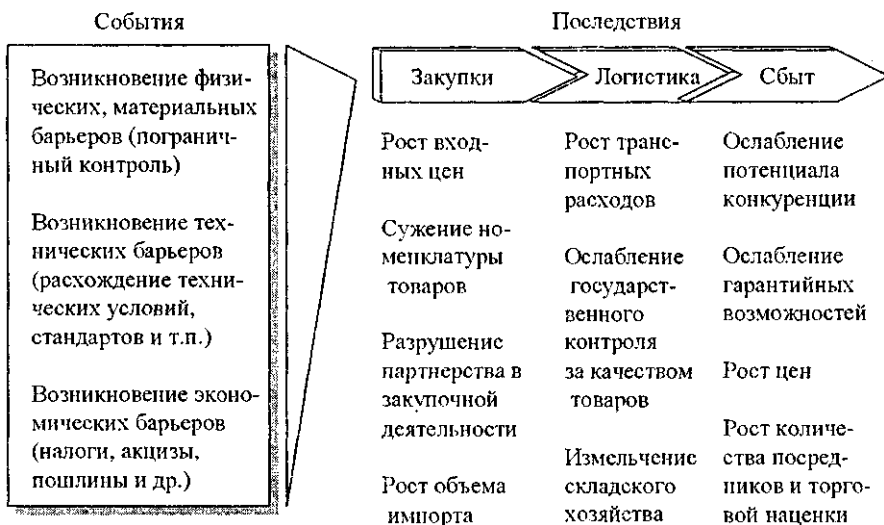 События
Возникновение физи-
ческих, материальных
барьеров (погранич-
ный контроль)
Возникновение тех-
нических барьеров
(расхождение техни-
ческих условий,
стандартов и т.п.)
Возникновение эконо-
мических барьеров
(налоги, акцизы,
пошлины и др.)
Последствия
Закупки
Логистика
Сбыт
Рост вход-
ных цен
Сужение но-
менклатуры
товаров
Разрушение
партнерства в
закупочной
деятельности
Рост объема
импорта
Рост транс-
портных
расходов
Ослабление
государст-
венного
контроля
за качеством
товаров
Измельчение
складского
хозяйства
Ослабление
потенциала
конкуренции
Ослабление
гарантийных
возможностей
Рост цен
Рост количе-
ства посред-
ников и торго-
вой наценки